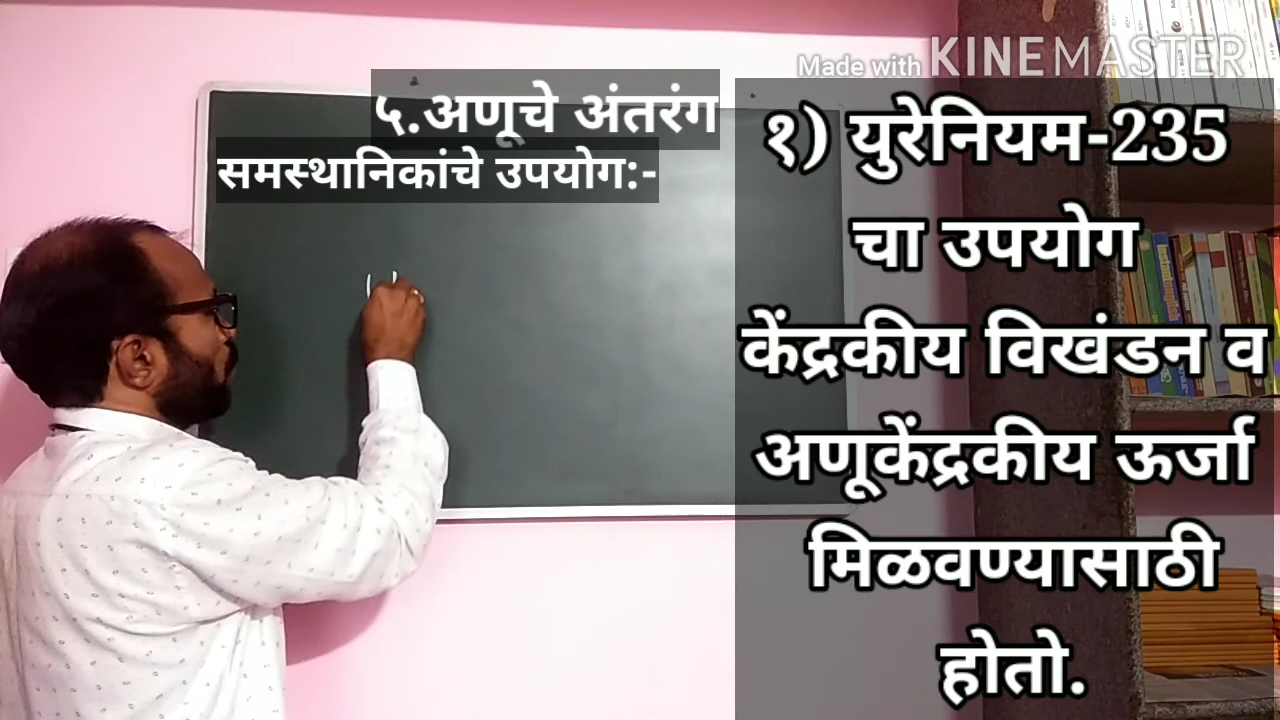 Made with KINEMASTER
५.अणूचे अंतरंग
समस्थानिकांचे उपयोग:-
१) युरेनियम-235
चा उपयोग
केंद्रकीय विखंडन व
अणूकेंद्रकीय ऊर्जा
मिळवण्यासाठी
होतो.